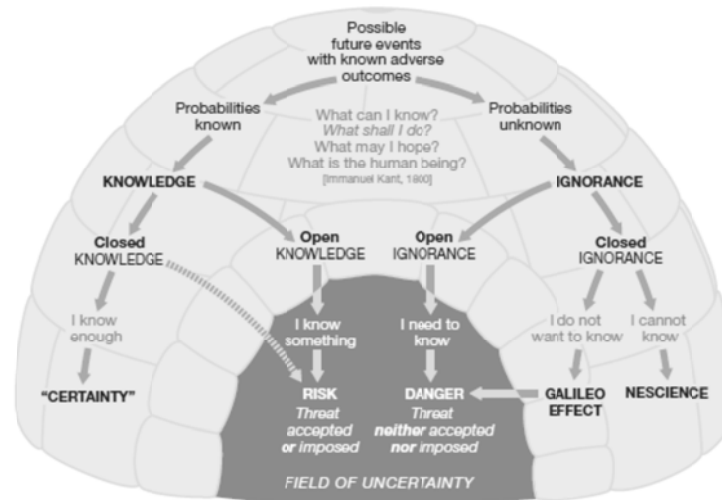 Possible
future events
with known adverse
outcomes
Probabilities
known
What can I know?
What shall I do?
What may I hope?
What is the human being?
[Immanuel Kant, 1800]
Probabilities
unknown
KNOWLEDGE
IGNORANCE
Closed
KNOWLEDGE
Open
KNOWLEDGE
Open
IGNORANCE
Closed
IGNORANCE
I know
enough
I know
something
I need to
know
I do not
want to know
I cannot
know
"CERTAINTY"
RISK
Threat
accepted
or imposed
DANGER
Threat
neither accepted
nor imposed
GALILEO
EFFECT
NESCIENCE
FIELD OF UNCERTAINTY